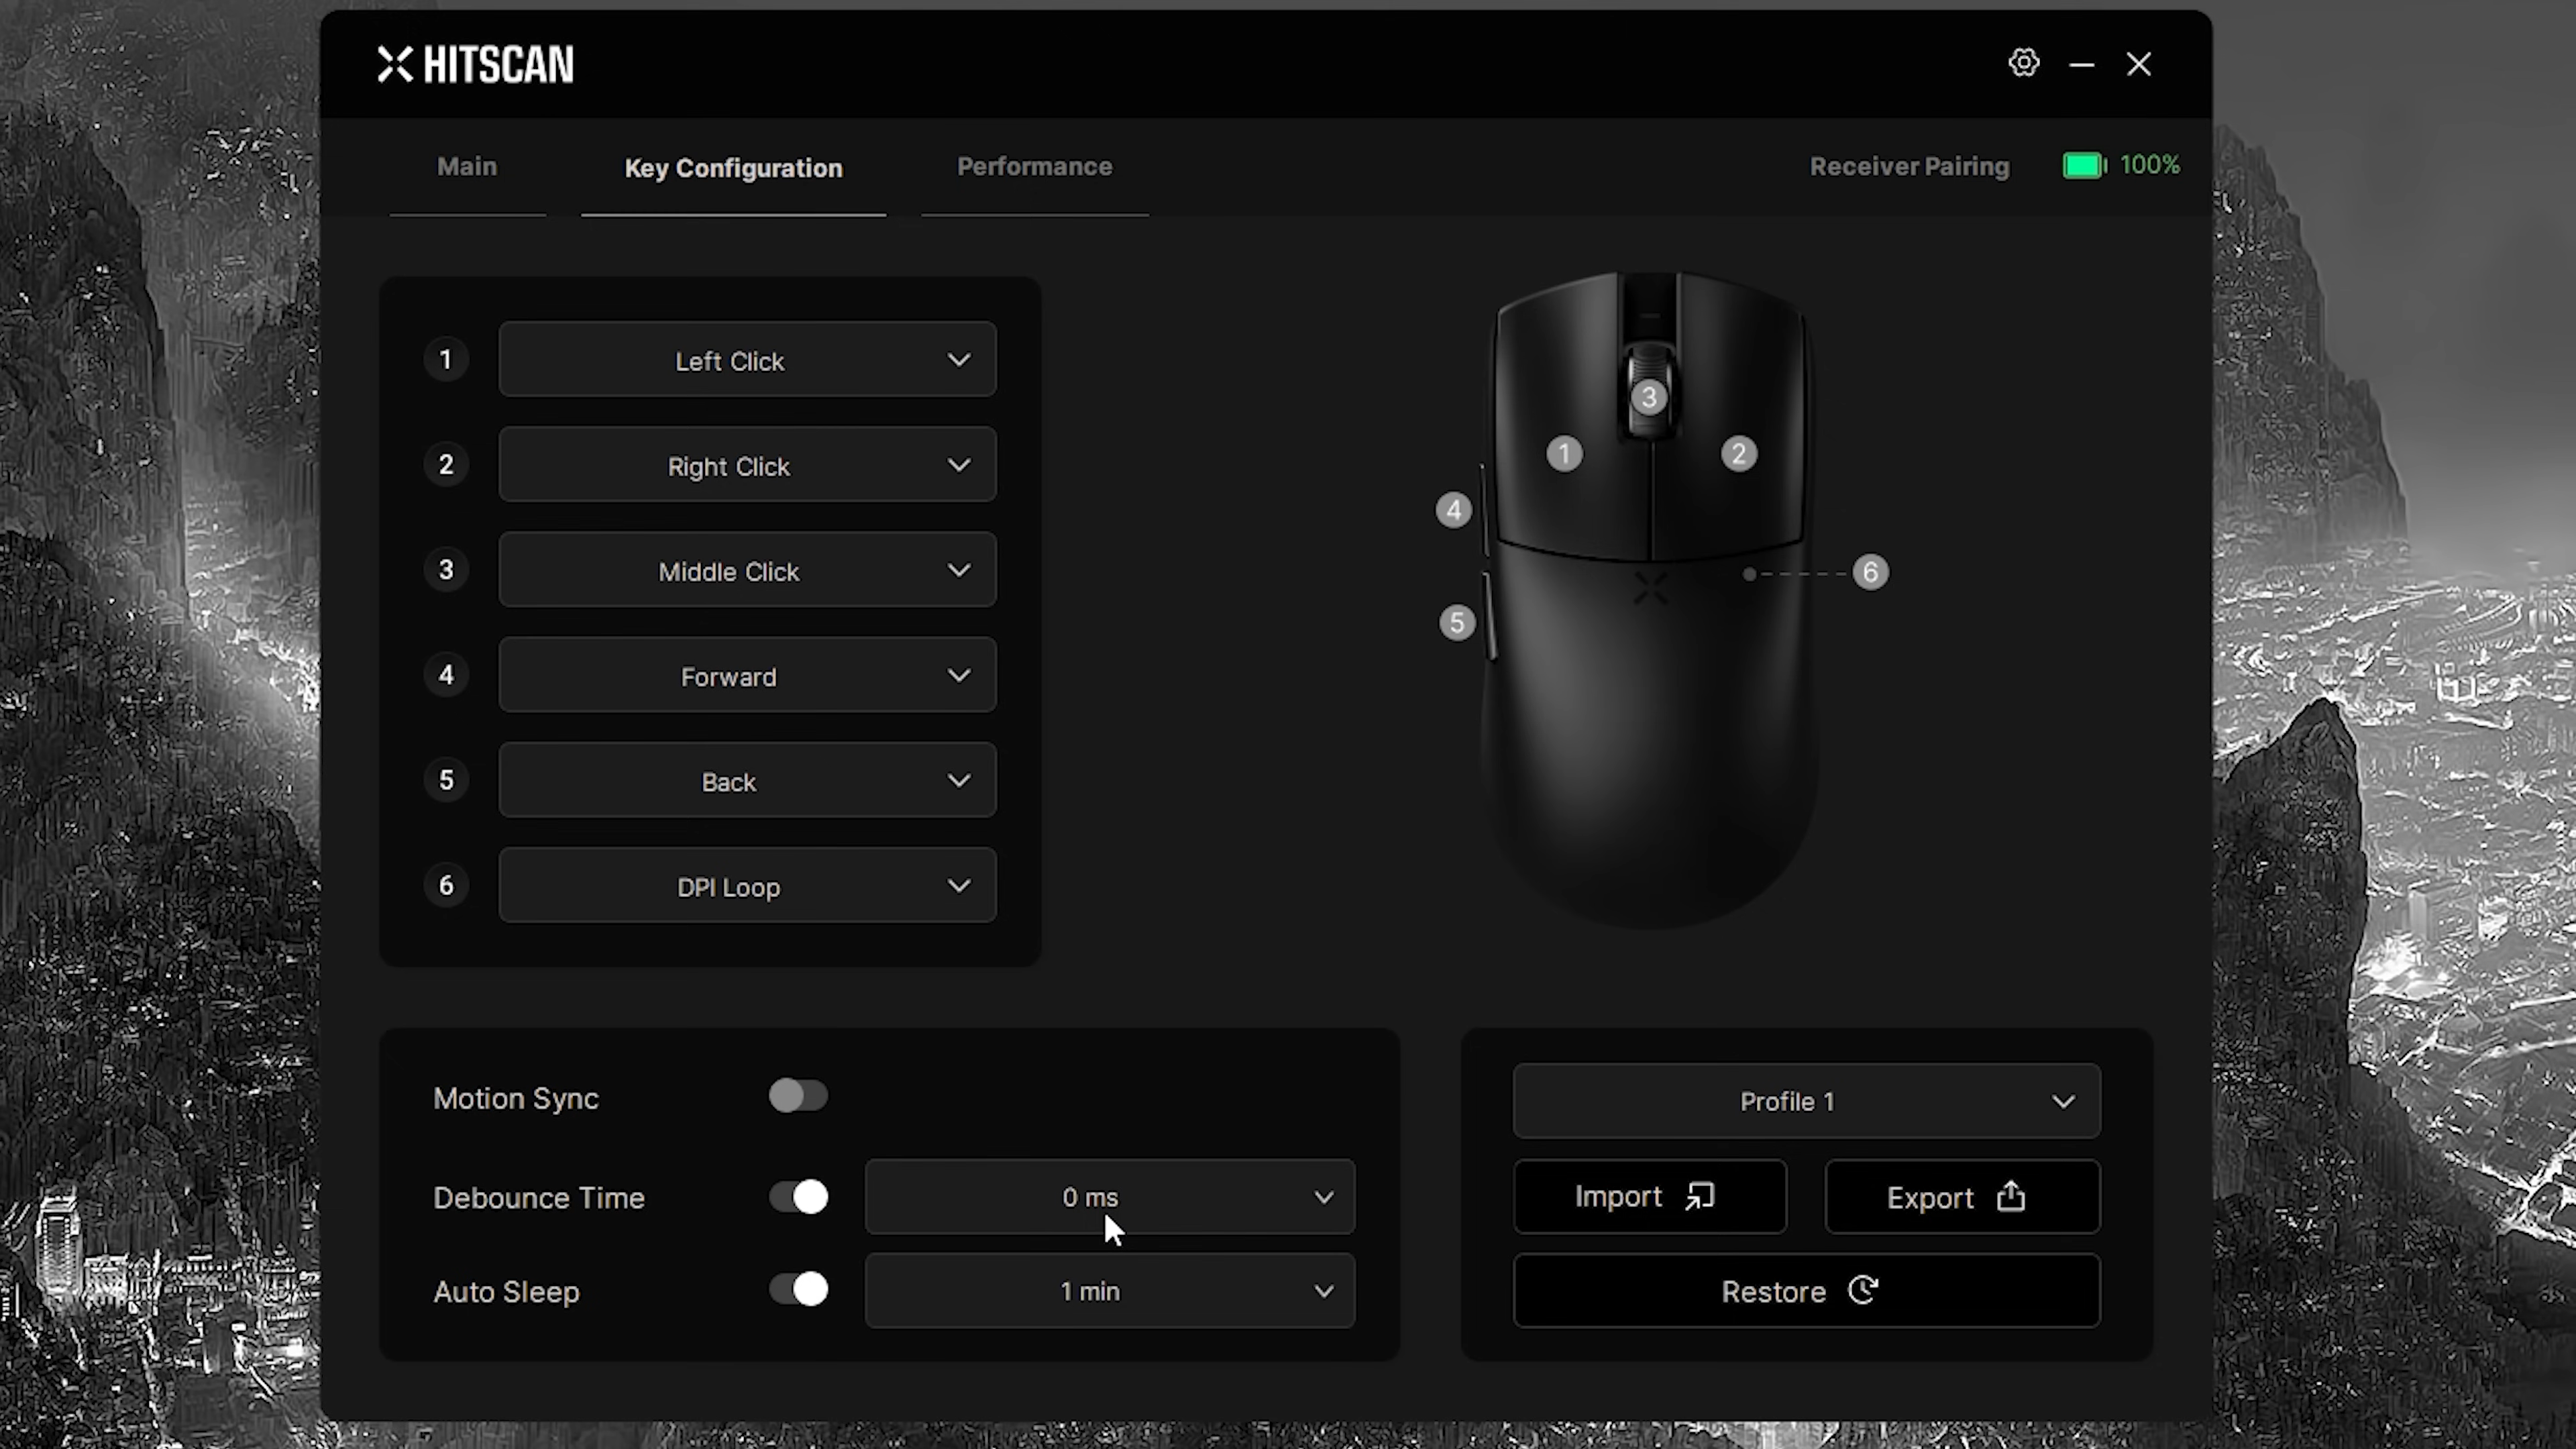 HITSCAN
Main
Key Configuration
Performance
Receiver Pairing
100%
1 Left Click
2 Right Click
3 Middle Click
4 Forward
5 Back
6 DPI Loop
3
1
2
4
6
5
Motion Sync
Debounce Time 0 ms
Auto Sleep 1 min
Profile 1
Import
Export
Restore